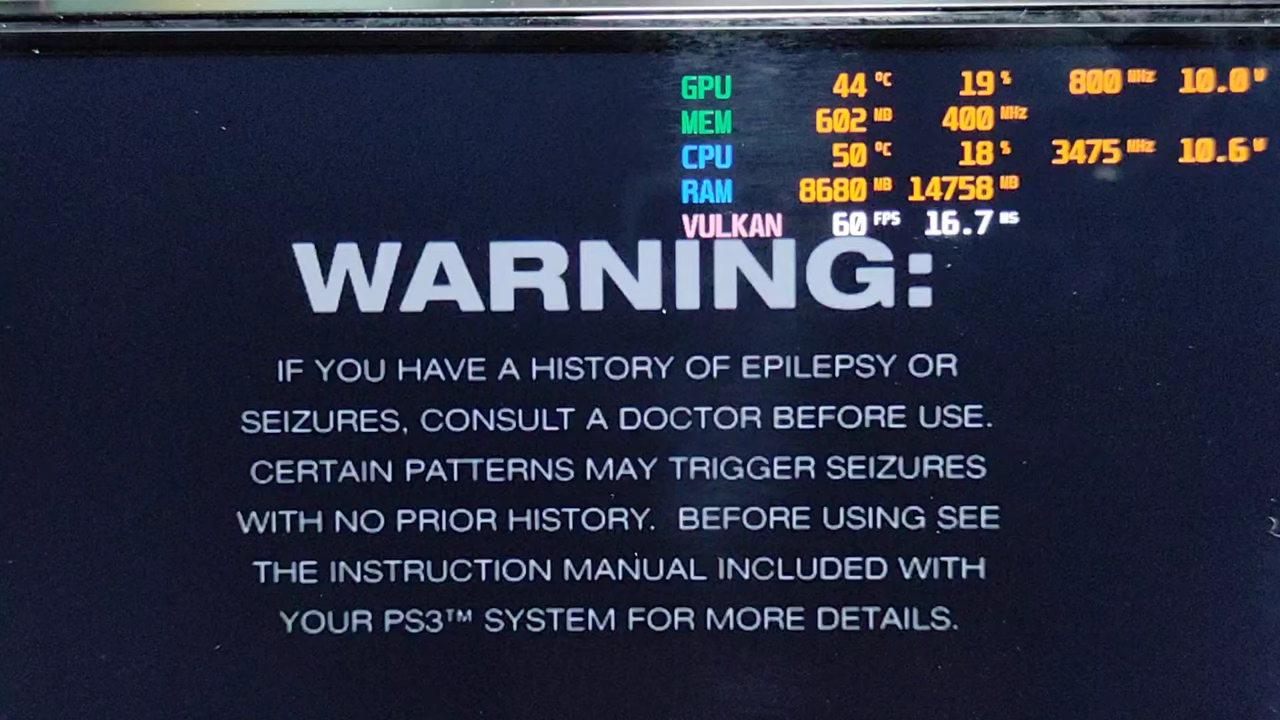 GPU 44 °C 19 % 800 MHz 10.0 W
MEM 602 MB 400 MHz
CPU 50 °C 18 % 3475 MHz 10.6 W
RAM 8680 MB 14758 MB
VULKAN 60 FPS 16.7 ms
WARNING:
IF YOU HAVE A HISTORY OF EPILEPSY OR
SEIZURES, CONSULT A DOCTOR BEFORE USE.
CERTAIN PATTERNS MAY TRIGGER SEIZURES
WITH NO PRIOR HISTORY. BEFORE USING SEE
THE INSTRUCTION MANUAL INCLUDED WITH
YOUR PS3™ SYSTEM FOR MORE DETAILS.